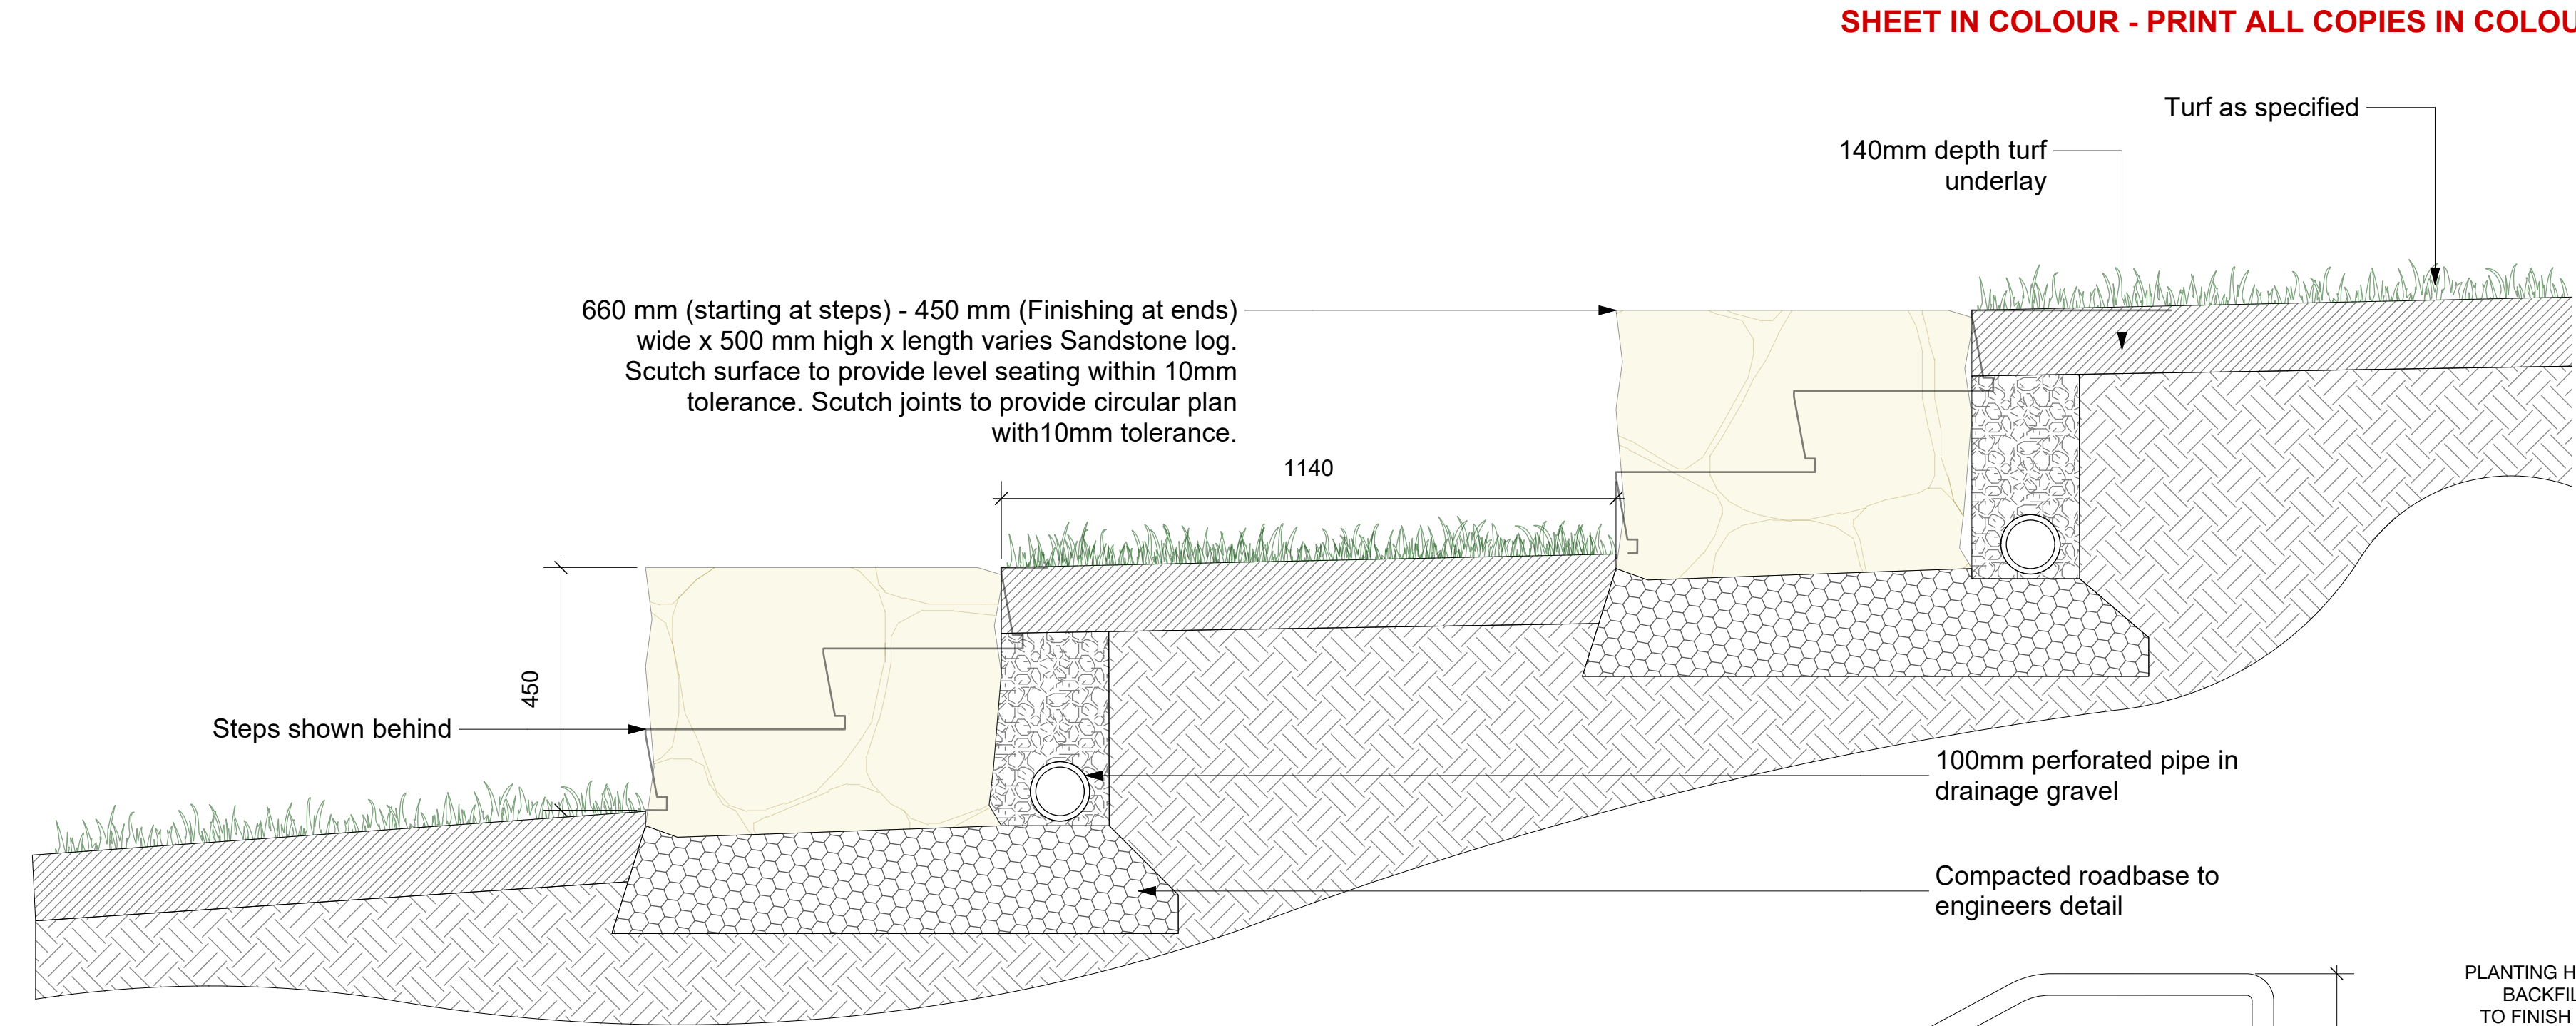 SHEET IN COLOUR - PRINT ALL COPIES IN
Turf as specified
140mm depth turf
underlay
660 mm (starting at steps) - 450 mm (Finishing at ends)
wide x 500 mm high x length varies Sandstone log.
Scutch surface to provide level seating within 10mm
tolerance. Scutch joints to provide circular plan
with10mm tolerance.
1140
450
Steps shown behind
100mm perforated pipe in
drainage gravel
Compacted roadbase to
engineers detail
PLANTING
TO FINISH